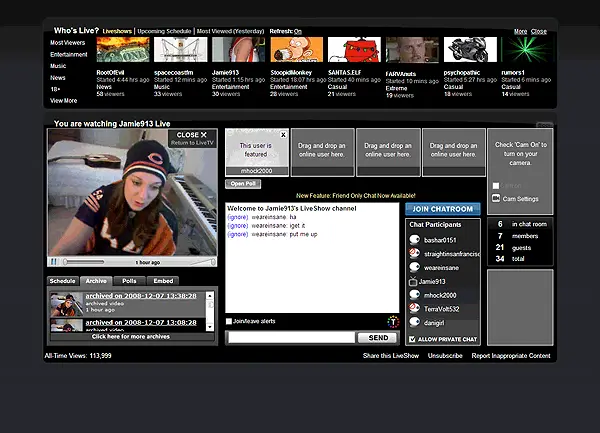 Who's Live? Liveshows | Upcoming Schedule | Most Viewed (Yesterday) Refresh: On More Close
Most Viewers
Entertainment
Music
News
18+
View More
RootOfEvil
Started 4:44 hrs ago
News
58 viewers
spacecoastfm
Started 12 mins ago
Music
33 viewers
Jamie913
Started 1:15 hrs ago
Entertainment
30 viewers
StoopidMonkey
Started 18:07 hrs ago
Entertainment
28 viewers
SANTAS.ELF
Started 40 mins ago
Casual
21 viewers
FARVAnuts
Started 10 mins ago
Extreme
19 viewers
psychopathic
Started 5:27 hrs ago
Casual
18 viewers
rumors1
Started 6 mins ago
Casual
14 viewers
You are watching Jamie913 Live
CLOSE X
Return to LiveTV
1 hour ago
This user is
featured
X
mhock2000
Drag and drop an
online user here.
Drag and drop an
online user here.
Drag and drop an
online user here.
Check 'Cam On' to
turn on your
camera.
Cam Settings
Open Poll
New Feature: Friend Only Chat Now Available!
Welcome to Jamie913's LiveShow channel
(ignore) weareinsane: ha
(ignore) weareinsane: iget it
(ignore) weareinsane: put me up
JOIN CHATROOM
Chat Participants
bashar0151
straightinsanfrancisc
weareinsane
Jamie913
mhock2000
TerraVolt532
danigirl
ALLOW PRIVATE CHAT
6 in chat room
7 members
21 guests
34 total
Schedule Archive Polls Embed
archived on 2008-12-07 13:38:28
archived video
1 hour ago
archived on 2008-12-07 13:08:28
archived video
Click here for more archives
Join/leave alerts
T
SEND
All-Time Views: 113,999
Share this LiveShow Unsubscribe Report Inappropriate Content